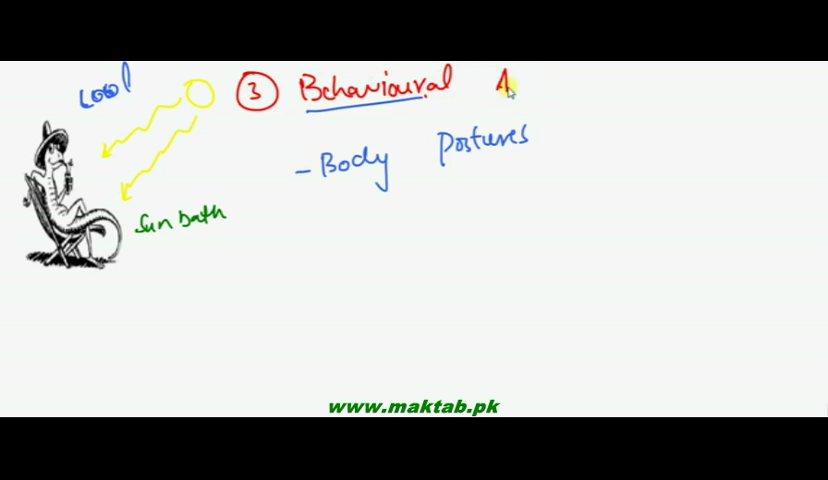 cool
③ Behavioural A
- Body Postures
Sun bath
www.maktab.pk